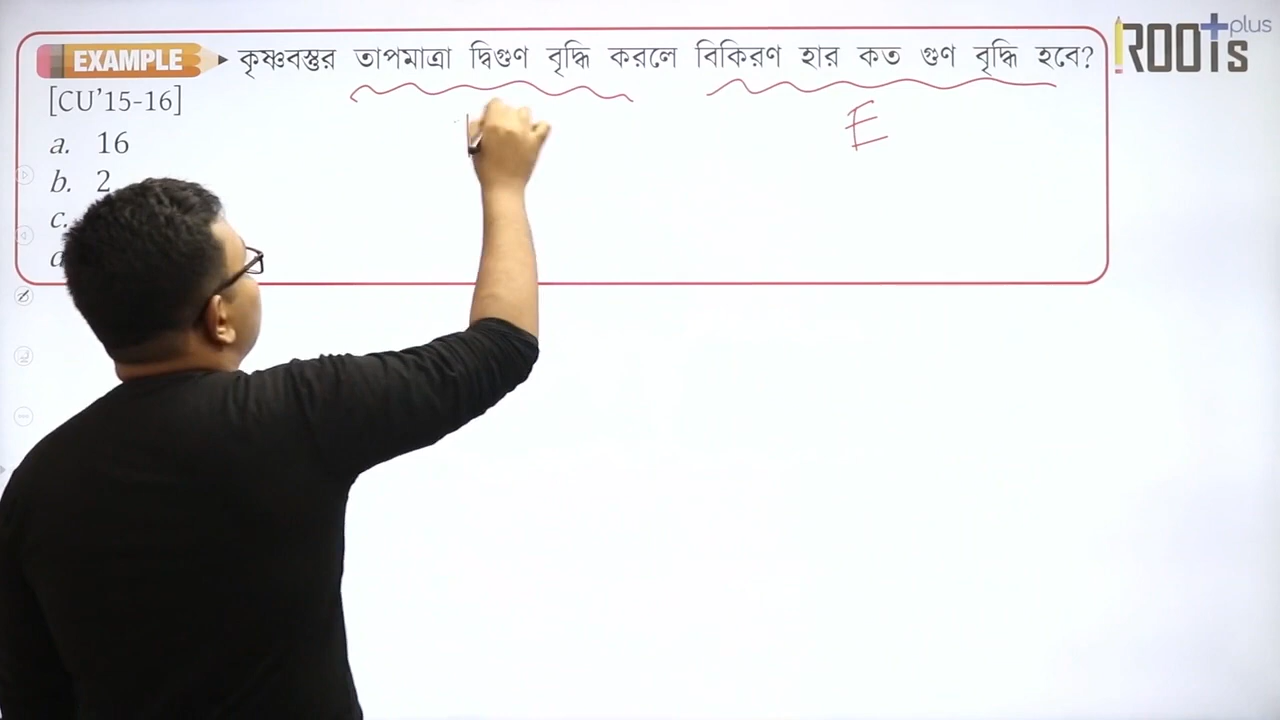 EXAMPLE ▸ কৃষ্ণবস্তুর তাপমাত্রা দ্বিগুণ বৃদ্ধি করলে বিকিরণ হার কত গুণ বৃদ্ধি হবে?
[CU'15-16]
a. 16
b. 2
c.
E
ROOTs plus